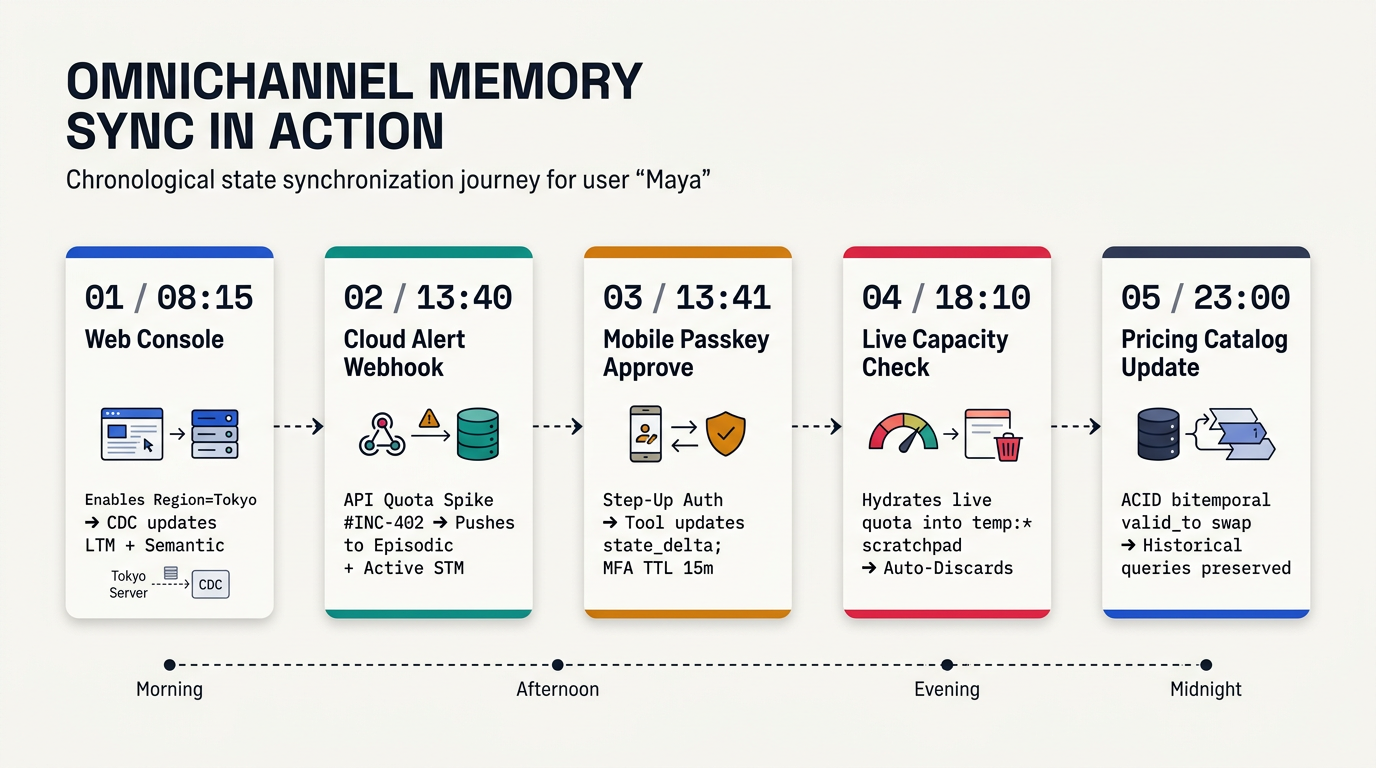 OMNICHANNEL MEMORY
SYNC IN ACTION
Chronological state synchronization journey for user “Maya”
01 / 08:15
Web Console
Enables Region=Tokyo
→ CDC updates
LTM + Semantic
Tokyo
Server
CDC
02 / 13:40
Cloud Alert
Webhook
API Quota Spike
#INC-402 → Pushes
to Episodic
+ Active STM
03 / 13:41
Mobile Passkey
Approve
Step-Up Auth
→ Tool updates
state_delta;
MFA TTL 15m
04 / 18:10
Live Capacity
Check
Hydrates live
quota into temp:*
scratchpad
→ Auto-Discards
05 / 23:00
Pricing Catalog
Update
ACID bitemporal
valid_to swap
→ Historical
queries preserved
Morning
Afternoon
Evening
Midnight